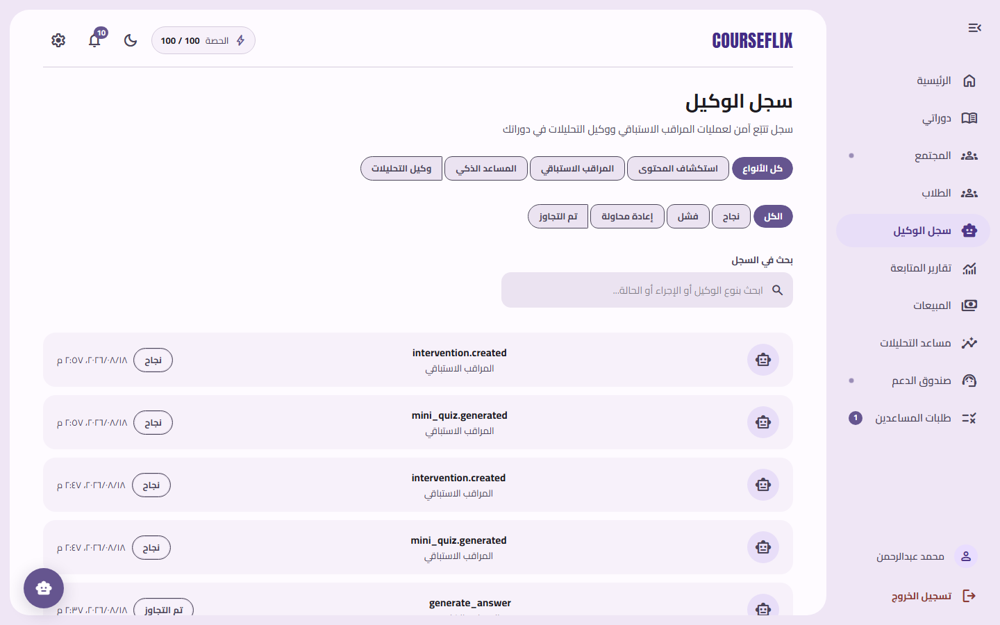 الرئيسية
دوراتي
المجتمع
الطلاب
سجل الوكيل
تقارير المتابعة
المبيعات
مساعد التحليلات
صندوق الدعم
طلبات المساعدين 1
محمد عبدالرحمن
تسجيل الخروج
COURSEFLIX
الحصة 100 / 100
10
سجل الوكيل
سجل تتبّع آمن لعمليات المراقب الاستباقي ووكيل التحليلات في دوراتك
كل الأنواع استكشاف المحتوى المراقب الاستباقي المساعد الذكي وكيل التحليلات
الكل نجاح فشل إعادة محاولة تم التجاوز
بحث في السجل
ابحث بنوع الوكيل أو الإجراء أو الحالة...
intervention.created
المراقب الاستباقي
نجاح ٢٠٢٦/٠٨/١٨، ٢:٥٧ م
mini_quiz.generated
المراقب الاستباقي
نجاح ٢٠٢٦/٠٨/١٨، ٢:٥٧ م
intervention.created
المراقب الاستباقي
نجاح ٢٠٢٦/٠٨/١٨، ٢:٤٧ م
mini_quiz.generated
المراقب الاستباقي
نجاح ٢٠٢٦/٠٨/١٨، ٢:٤٧ م
generate_answer
تم التجاوز ٢٠٢٦/٠٨/١٨، ٢:٣٧ م